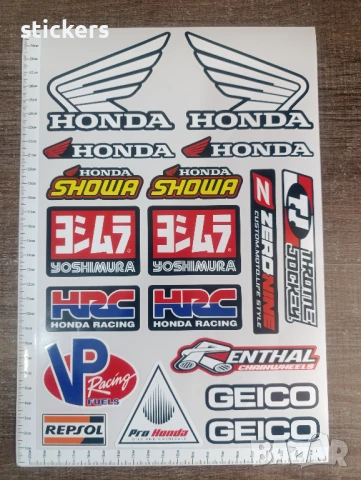 stickers
HONDA HONDA
HONDA HONDA
HONDA
SHOWA
HONDA
SHOWA
ヨシムラ
YOSHIMURA
ヨシムラ
YOSHIMURA
Z ZERONINE
CUSTOM MOTO LIFE STYLE
THROTTLE
JOCKEY
HRC
HONDA RACING
HRC
HONDA RACING
VP
Racing
FUELS
RENTHAL
CHAINWHEELS
GEICO
GEICO
REPSOL
Pro Honda
BAZAR